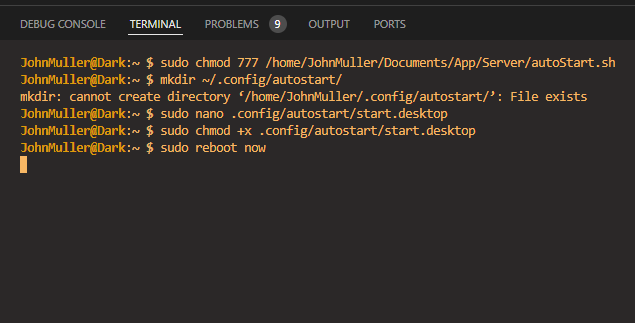 DEBUG CONSOLE TERMINAL PROBLEMS 9 OUTPUT PORTS
JohnMuller@Dark:~ $ sudo chmod 777 /home/JohnMuller/Documents/App/Server/autoStart.sh
JohnMuller@Dark:~ $ mkdir ~/.config/autostart/
mkdir: cannot create directory ‘/home/JohnMuller/.config/autostart/’: File exists
JohnMuller@Dark:~ $ sudo nano .config/autostart/start.desktop
JohnMuller@Dark:~ $ sudo chmod +x .config/autostart/start.desktop
JohnMuller@Dark:~ $ sudo reboot now